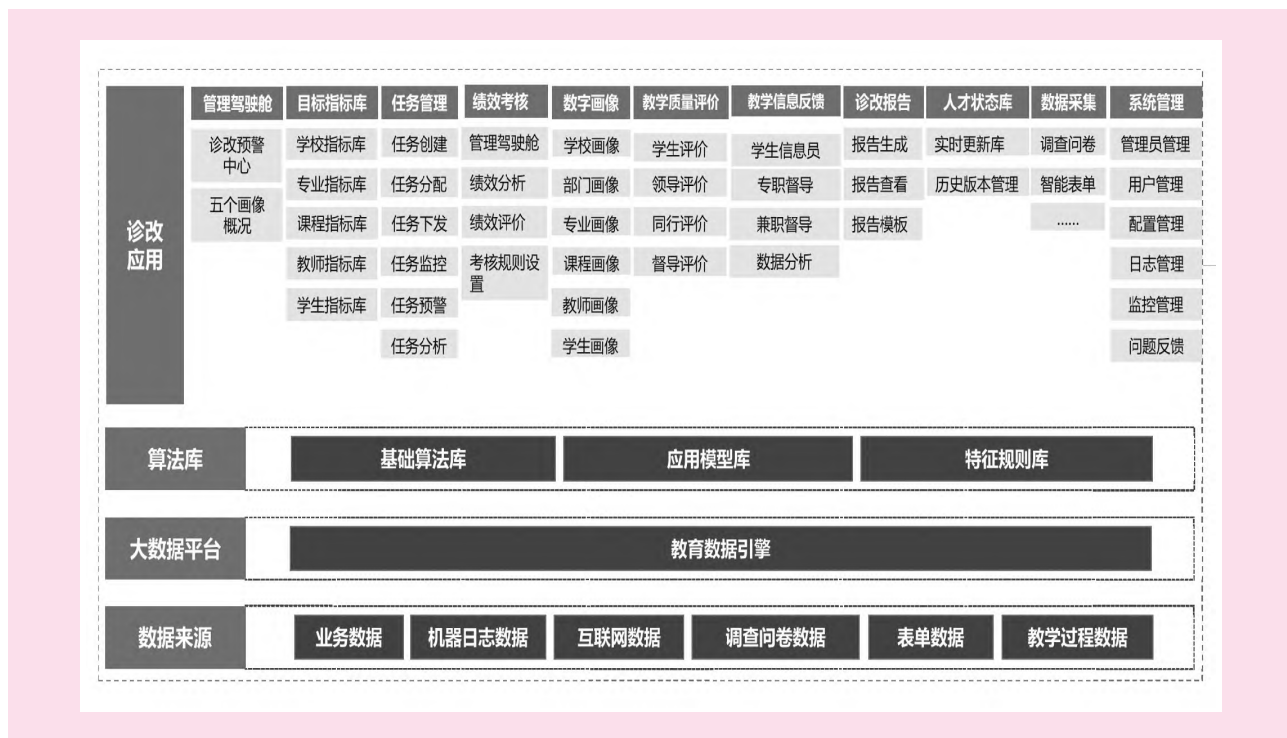 诊改
应用
管理驾驶舱
诊改预警
中心
五个画像
概况
目标指标库
学校指标库
专业指标库
课程指标库
教师指标库
学生指标库
任务管理
任务创建
任务分配
任务下发
任务监控
任务预警
任务分析
绩效考核
管理驾驶舱
绩效分析
绩效评价
考核规则设
置
数字画像
学校画像
部门画像
专业画像
课程画像
教师画像
学生画像
教学质量评价
学生评价
领导评价
同行评价
督导评价
教学信息反馈
学生信息员
专职督导
兼职督导
数据分析
诊改报告
报告生成
报告查看
报告模板
人才状态库
实时更新库
历史版本管理
数据采集
调查问卷
智能表单
……
系统管理
管理员管理
用户管理
配置管理
日志管理
监控管理
问题反馈
算法库
基础算法库
应用模型库
特征规则库
大数据平台
教育数据引擎
数据来源
业务数据
机器日志数据
互联网数据
调查问卷数据
表单数据
教学过程数据